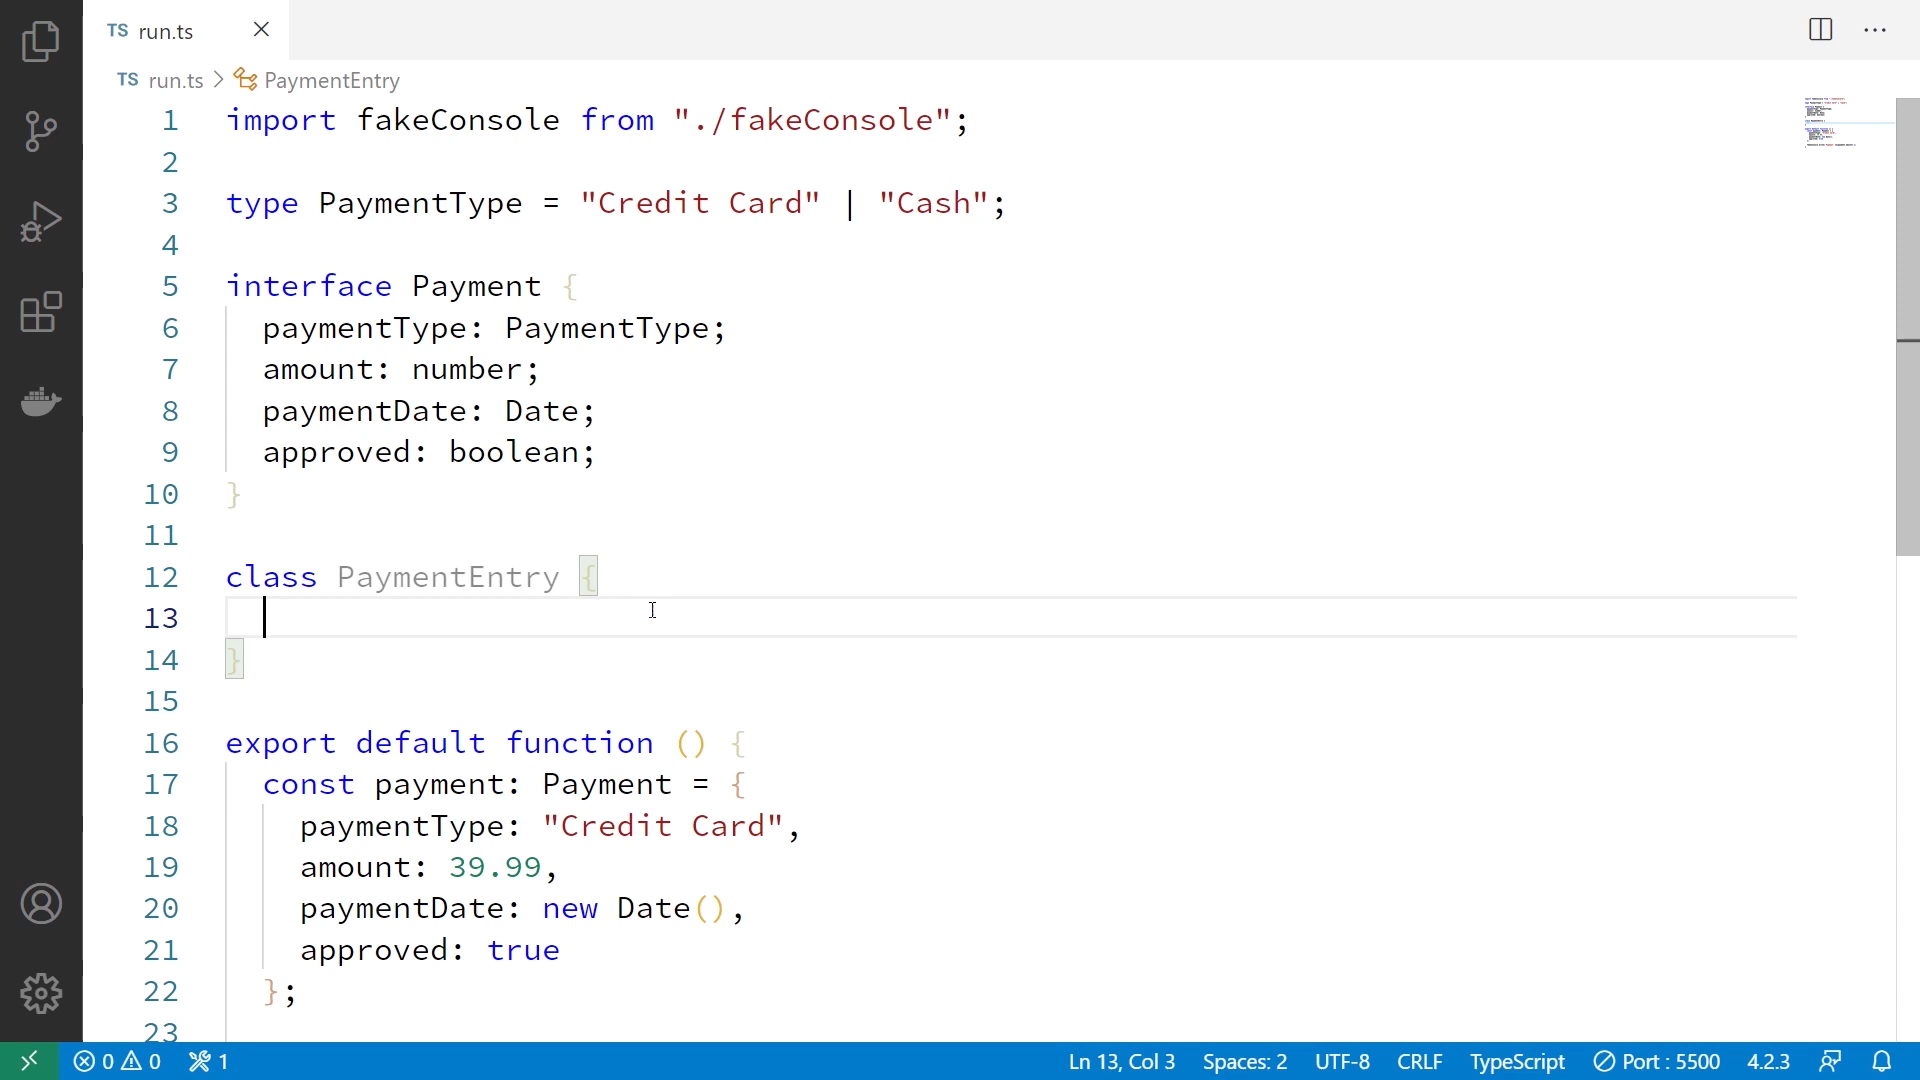 TS run.ts
TS run.ts > PaymentEntry
1 import fakeConsole from "./fakeConsole";
2
3 type PaymentType = "Credit Card" | "Cash";
4
5 interface Payment {
6 paymentType: PaymentType;
7 amount: number;
8 paymentDate: Date;
9 approved: boolean;
10 }
11
12 class PaymentEntry {
13
14 }
15
16 export default function () {
17 const payment: Payment = {
18 paymentType: "Credit Card",
19 amount: 39.99,
20 paymentDate: new Date(),
21 approved: true
22 };
23
0 0 1 Ln 13, Col 3 Spaces: 2 UTF-8 CRLF TypeScript Port : 5500 4.2.3